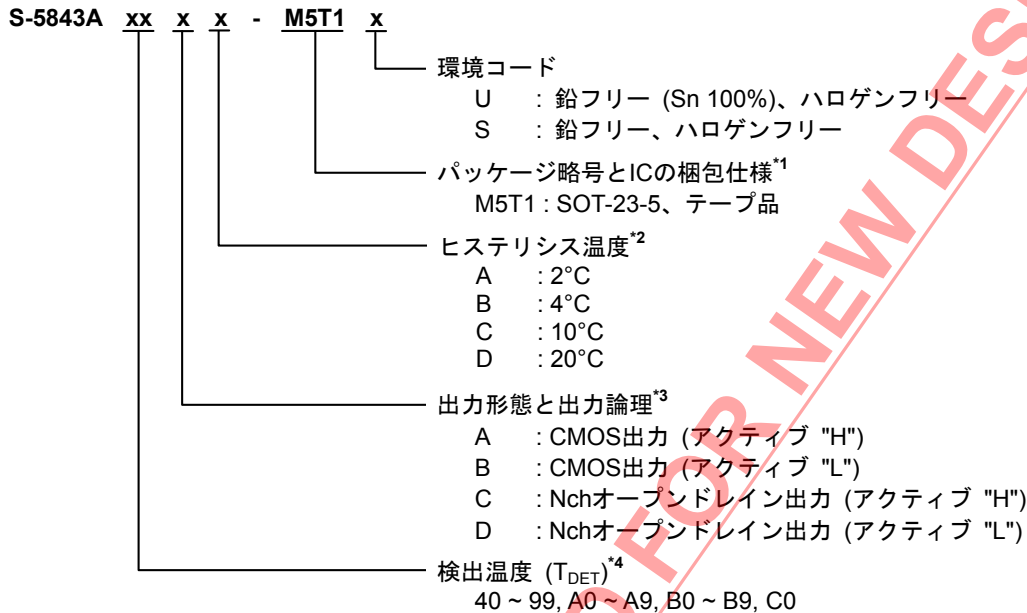 S-5843A xx x x - M5T1 x
環境コード
U : 鉛フリー (Sn 100%)、ハロゲンフリー
S : 鉛フリー、ハロゲンフリー
パッケージ略号とICの梱包仕様*1
M5T1 : SOT-23-5、テープ品
ヒステリシス温度*2
A : 2°C
B : 4°C
C : 10°C
D : 20°C
出力形態と出力論理*3
A : CMOS出力 (アクティブ "H")
B : CMOS出力 (アクティブ "L")
C : Nchオープンドレイン出力 (アクティブ "H")
D : Nchオープンドレイン出力 (アクティブ "L")
検出温度 (TDET)*4
40 ~ 99, A0 ~ A9, B0 ~ B9, C0
FOR NEW DES